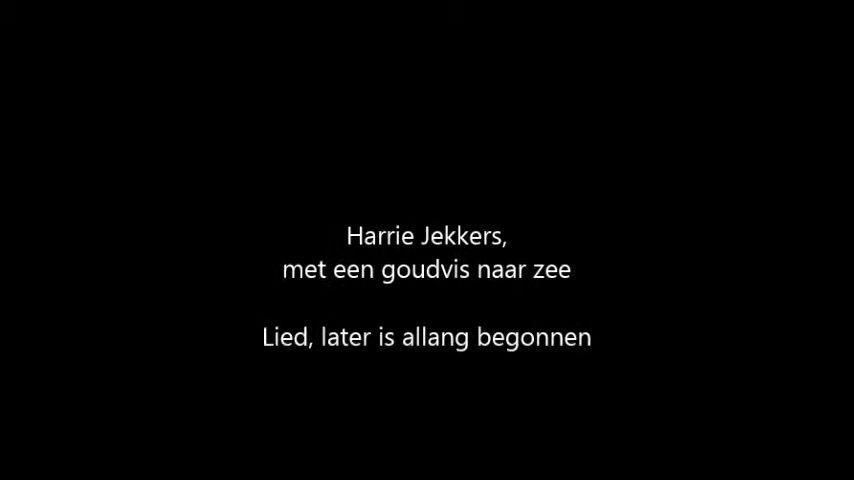 Harrie Jekkers,
met een goudvis naar zee
Lied, later is allang begonnen